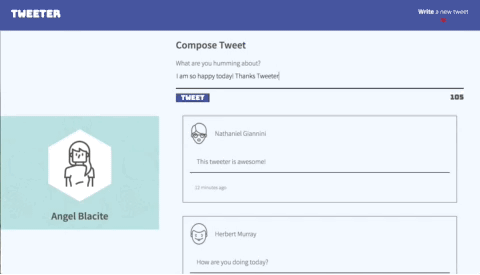 TWEETER
Write a new tweet
Compose Tweet
What are you humming about?
I am so happy today! Thanks Tweeter
TWEET
105
Nathaniel Giannini
This tweeter is awesome!
12 minutes ago
Angel Blacite
Herbert Murray
How are you doing today?